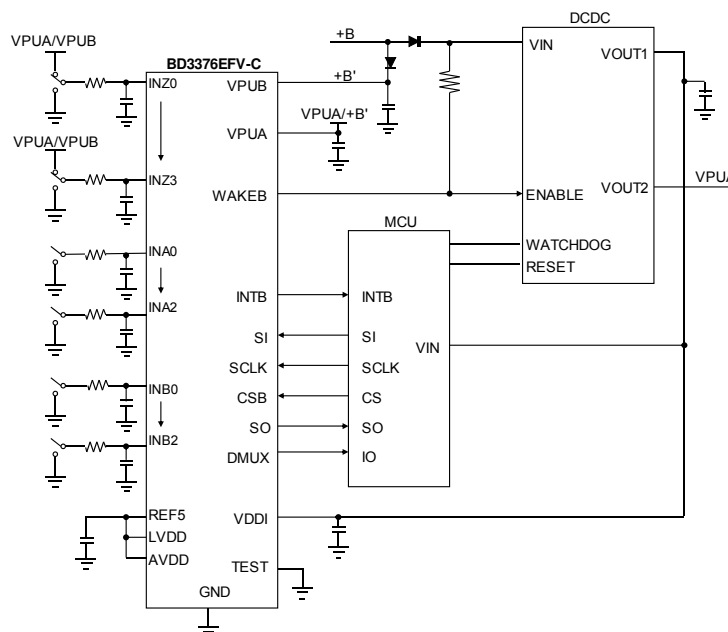 DCDC
+B
VIN
VOUT1
VPUA/VPUB
BD3376EFV-C
INZ0
VPUB
+B'
VPUA/+B'
VPUA
VPUA/VPUB
INZ3
WAKEB
ENABLE
VOUT2
VPUA
MCU
WATCHDOG
RESET
INA0
INTB
INTB
INA2
SI
SI
VIN
SCLK
SCLK
INB0
CSB
CS
SO
SO
INB2
DMUX
IO
REF5
VDDI
LVDD
AVDD
TEST
GND